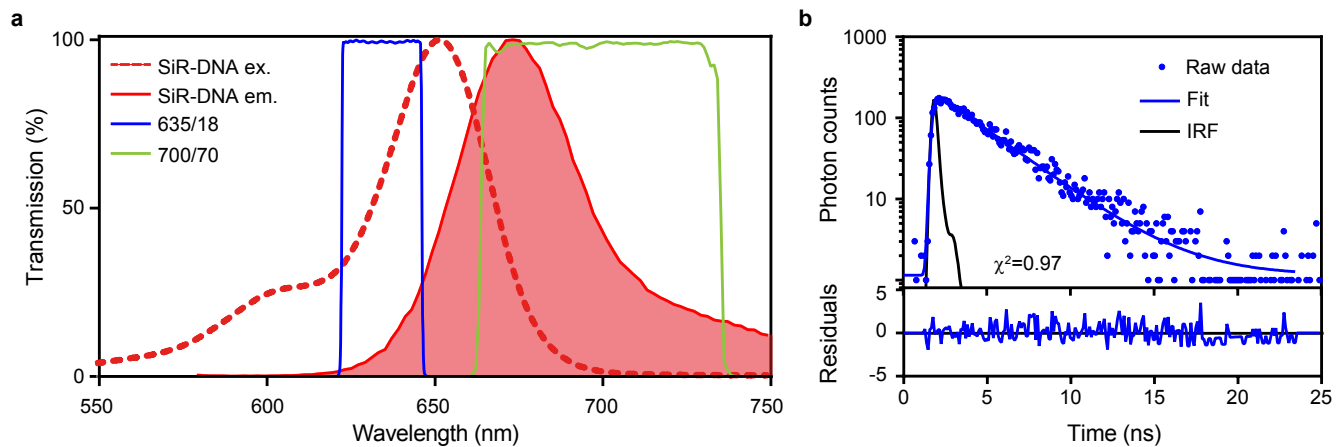 a
Transmission (%)
100
50
0
SiR-DNA ex.
SiR-DNA em.
635/18
700/70
550
600
650
700
750
Wavelength (nm)
b
Photon counts
1000
100
10
1
Raw data
Fit
IRF
χ²=0.97
Residuals
5
0
-5
0
5
10
15
20
25
Time (ns)